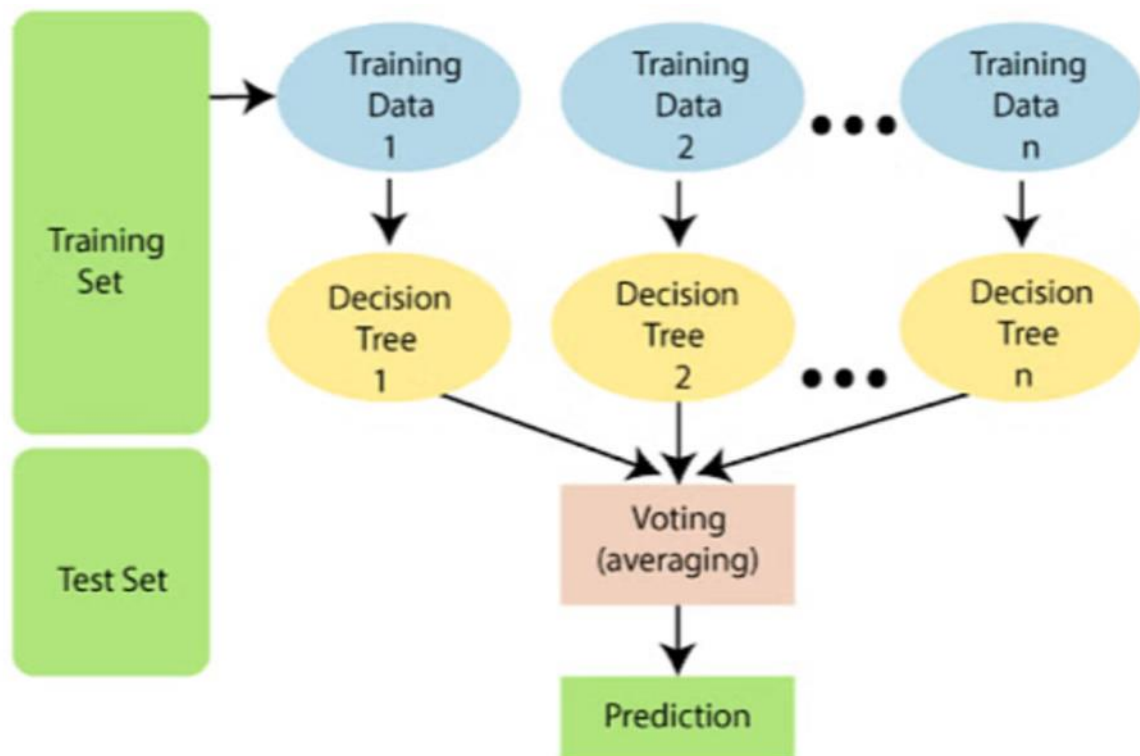 Training
Set
Test Set
Training
Data
1
Training
Data
2
Training
Data
n
Decision
Tree
1
Decision
Tree
2
Decision
Tree
n
Voting
(averaging)
Prediction